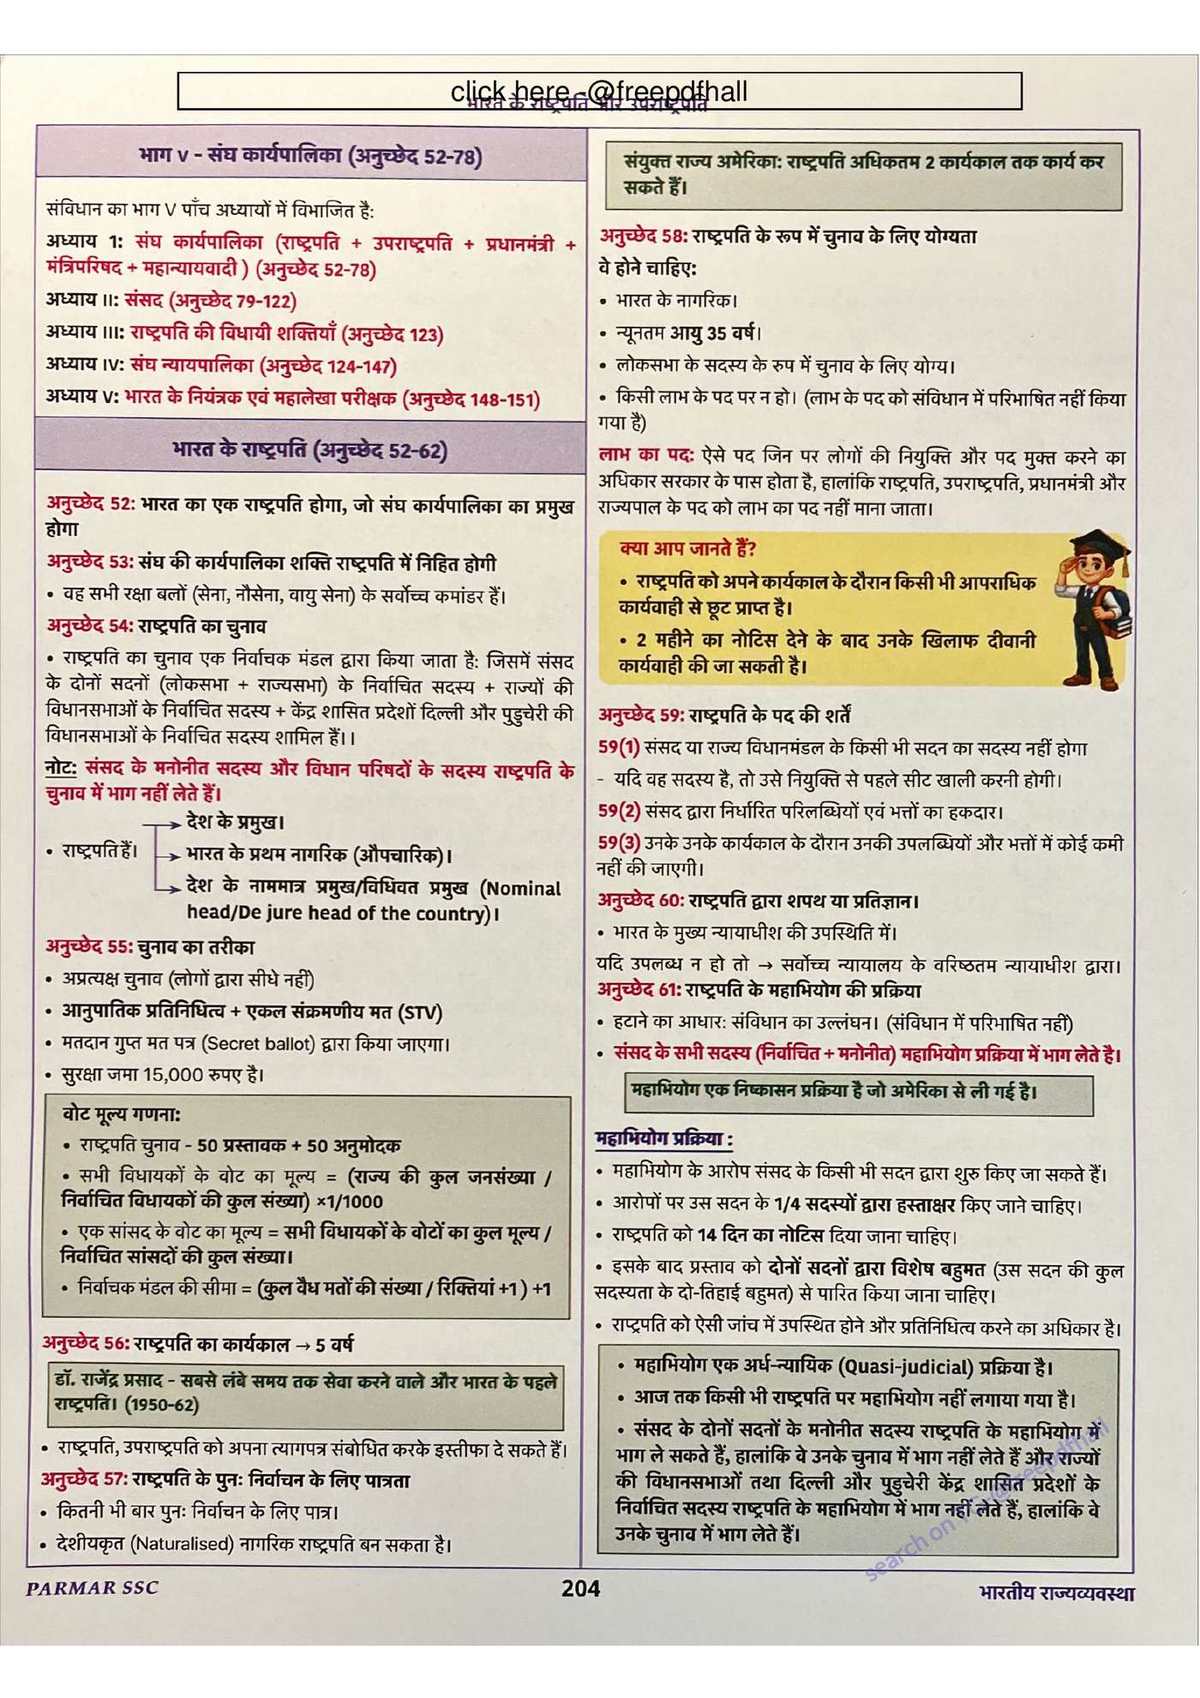 click here -@freepdfhall
भारत के राष्ट्रपति और उपराष्ट्रपति
भाग V - संघ कार्यपालिका (अनुच्छेद 52-78)
संविधान का भाग V पाँच अध्यायों में विभाजित है:
अध्याय 1: संघ कार्यपालिका (राष्ट्रपति + उपराष्ट्रपति + प्रधानमंत्री +
मंत्रिपरिषद + महान्यायवादी ) (अनुच्छेद 52-78)
अध्याय II: संसद (अनुच्छेद 79-122)
अध्याय III: राष्ट्रपति की विधायी शक्तियाँ (अनुच्छेद 123)
अध्याय IV: संघ न्यायपालिका (अनुच्छेद 124-147)
अध्याय V: भारत के नियंत्रक एवं महालेखा परीक्षक (अनुच्छेद 148-151)
भारत के राष्ट्रपति (अनुच्छेद 52-62)
अनुच्छेद 52: भारत का एक राष्ट्रपति होगा, जो संघ कार्यपालिका का प्रमुख
होगा
अनुच्छेद 53: संघ की कार्यपालिका शक्ति राष्ट्रपति में निहित होगी
• वह सभी रक्षा बलों (सेना, नौसेना, वायु सेना) के सर्वोच्च कमांडर हैं।
अनुच्छेद 54: राष्ट्रपति का चुनाव
• राष्ट्रपति का चुनाव एक निर्वाचक मंडल द्वारा किया जाता है: जिसमें संसद
के दोनों सदनों (लोकसभा + राज्यसभा) के निर्वाचित सदस्य + राज्यों की
विधानसभाओं के निर्वाचित सदस्य + केंद्र शासित प्रदेशों दिल्ली और पुडुचेरी की
विधानसभाओं के निर्वाचित सदस्य शामिल हैं।।
नोट: संसद के मनोनीत सदस्य और विधान परिषदों के सदस्य राष्ट्रपति के
चुनाव में भाग नहीं लेते हैं।
→ देश के प्रमुख।
• राष्ट्रपति हैं। → भारत के प्रथम नागरिक (औपचारिक)।
→ देश के नाममात्र प्रमुख/विधिवत प्रमुख (Nominal
head/De jure head of the country)।
अनुच्छेद 55: चुनाव का तरीका
• अप्रत्यक्ष चुनाव (लोगों द्वारा सीधे नहीं)
• आनुपातिक प्रतिनिधित्व + एकल संक्रमणीय मत (STV)
• मतदान गुप्त मत पत्र (Secret ballot) द्वारा किया जाएगा।
• सुरक्षा जमा 15,000 रुपए है।
वोट मूल्य गणना:
• राष्ट्रपति चुनाव - 50 प्रस्तावक + 50 अनुमोदक
• सभी विधायकों के वोट का मूल्य = (राज्य की कुल जनसंख्या /
निर्वाचित विधायकों की कुल संख्या) ×1/1000
• एक सांसद के वोट का मूल्य = सभी विधायकों के वोटों का कुल मूल्य /
निर्वाचित सांसदों की कुल संख्या।
• निर्वाचक मंडल की सीमा = (कुल वैध मतों की संख्या / रिक्तियां +1 ) +1
अनुच्छेद 56: राष्ट्रपति का कार्यकाल → 5 वर्ष
डॉ. राजेंद्र प्रसाद - सबसे लंबे समय तक सेवा करने वाले और भारत के पहले
राष्ट्रपति। (1950-62)
• राष्ट्रपति, उपराष्ट्रपति को अपना त्यागपत्र संबोधित करके इस्तीफा दे सकते हैं।
अनुच्छेद 57: राष्ट्रपति के पुनः निर्वाचन के लिए पात्रता
• कितनी भी बार पुनः निर्वाचन के लिए पात्र।
• देशीयकृत (Naturalised) नागरिक राष्ट्रपति बन सकता है।
संयुक्त राज्य अमेरिका: राष्ट्रपति अधिकतम 2 कार्यकाल तक कार्य कर
सकते हैं।
अनुच्छेद 58: राष्ट्रपति के रूप में चुनाव के लिए योग्यता
वे होने चाहिए:
• भारत के नागरिक।
• न्यूनतम आयु 35 वर्ष।
• लोकसभा के सदस्य के रुप में चुनाव के लिए योग्य।
• किसी लाभ के पद पर न हो। (लाभ के पद को संविधान में परिभाषित नहीं किया
गया है)
लाभ का पद: ऐसे पद जिन पर लोगों की नियुक्ति और पद मुक्त करने का
अधिकार सरकार के पास होता है, हालांकि राष्ट्रपति, उपराष्ट्रपति, प्रधानमंत्री और
राज्यपाल के पद को लाभ का पद नहीं माना जाता।
क्या आप जानते हैं?
• राष्ट्रपति को अपने कार्यकाल के दौरान किसी भी आपराधिक
कार्यवाही से छूट प्राप्त है।
• 2 महीने का नोटिस देने के बाद उनके खिलाफ दीवानी
कार्यवाही की जा सकती है।
अनुच्छेद 59: राष्ट्रपति के पद की शर्ते
59(1) संसद या राज्य विधानमंडल के किसी भी सदन का सदस्य नहीं होगा
- यदि वह सदस्य है, तो उसे नियुक्ति से पहले सीट खाली करनी होगी।
59(2) संसद द्वारा निर्धारित परिलब्धियों एवं भत्तों का हकदार।
59(3) उनके उनके कार्यकाल के दौरान उनकी उपलब्धियों और भत्तों में कोई कमी
नहीं की जाएगी।
अनुच्छेद 60: राष्ट्रपति द्वारा शपथ या प्रतिज्ञान।
• भारत के मुख्य न्यायाधीश की उपस्थिति में।
यदि उपलब्ध न हो तो → सर्वोच्च न्यायालय के वरिष्ठतम न्यायाधीश द्वारा।
अनुच्छेद 61: राष्ट्रपति के महाभियोग की प्रक्रिया
• हटाने का आधार: संविधान का उल्लंघन। (संविधान में परिभाषित नहीं)
• संसद के सभी सदस्य (निर्वाचित + मनोनीत) महाभियोग प्रक्रिया में भाग लेते है।
महाभियोग एक निष्कासन प्रक्रिया है जो अमेरिका से ली गई है।
महाभियोग प्रक्रिया :
• महाभियोग के आरोप संसद के किसी भी सदन द्वारा शुरु किए जा सकते हैं।
• आरोपों पर उस सदन के 1/4 सदस्यों द्वारा हस्ताक्षर किए जाने चाहिए।
• राष्ट्रपति को 14 दिन का नोटिस दिया जाना चाहिए।
• इसके बाद प्रस्ताव को दोनों सदनों द्वारा विशेष बहुमत (उस सदन की कुल
सदस्यता के दो-तिहाई बहुमत) से पारित किया जाना चाहिए।
• राष्ट्रपति को ऐसी जांच में उपस्थित होने और प्रतिनिधित्व करने का अधिकार है।
• महाभियोग एक अर्ध-न्यायिक (Quasi-judicial) प्रक्रिया है।
• आज तक किसी भी राष्ट्रपति पर महाभियोग नहीं लगाया गया है।
• संसद के दोनों सदनों के मनोनीत सदस्य राष्ट्रपति के महाभियोग में
भाग ले सकते हैं, हालांकि वे उनके चुनाव में भाग नहीं लेते हैं और राज्यों
की विधानसभाओं तथा दिल्ली और पुडुचेरी केंद्र शासित प्रदेशों के
निर्वाचित सदस्य राष्ट्रपति के महाभियोग में भाग नहीं लेते हैं, हालांकि वे
उनके चुनाव में भाग लेते हैं।
search on @freepdfhall
PARMAR SSC
204
भारतीय राज्यव्यवस्था